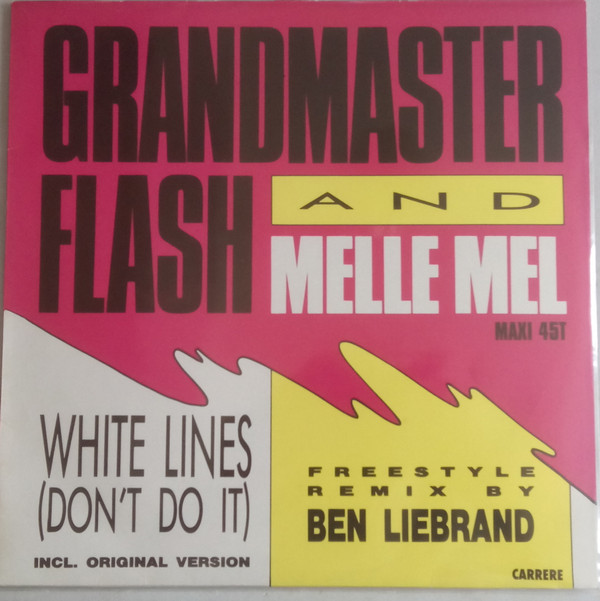 GRANDMASTER
FLASH
AND
MELLE MEL
MAXI 45T
WHITE LINES
(DON'T DO IT)
INCL. ORIGINAL VERSION
FREESTYLE
REMIX BY
BEN LIEBRAND
CARRERE